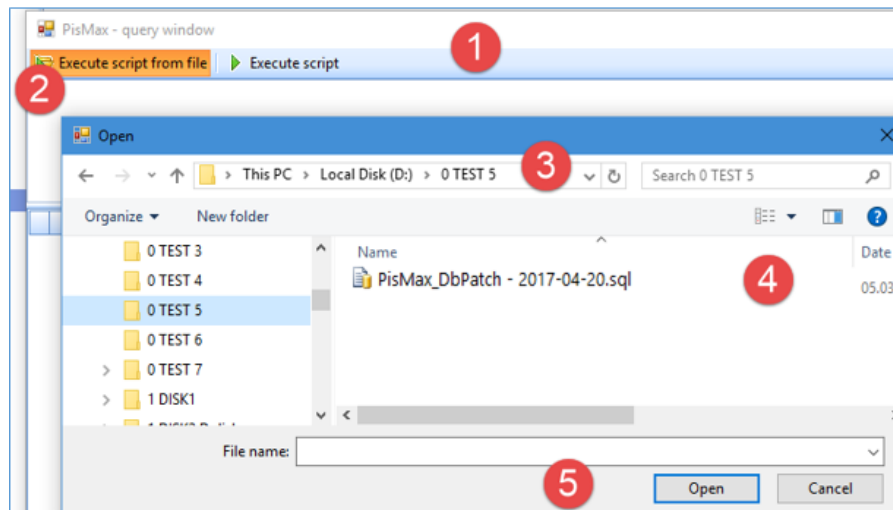 PisMax - query window
1
Execute script from file Execute script
2
Open
This PC > Local Disk (D:) > 0 TEST 5
3
Search 0 TEST 5
Organize New folder
Name Date
0 TEST 3
PisMax_DbPatch - 2017-04-20.sql 05.03
4
0 TEST 4
0 TEST 5
0 TEST 6
0 TEST 7
1 DISK1
File name:
5
Open Cancel